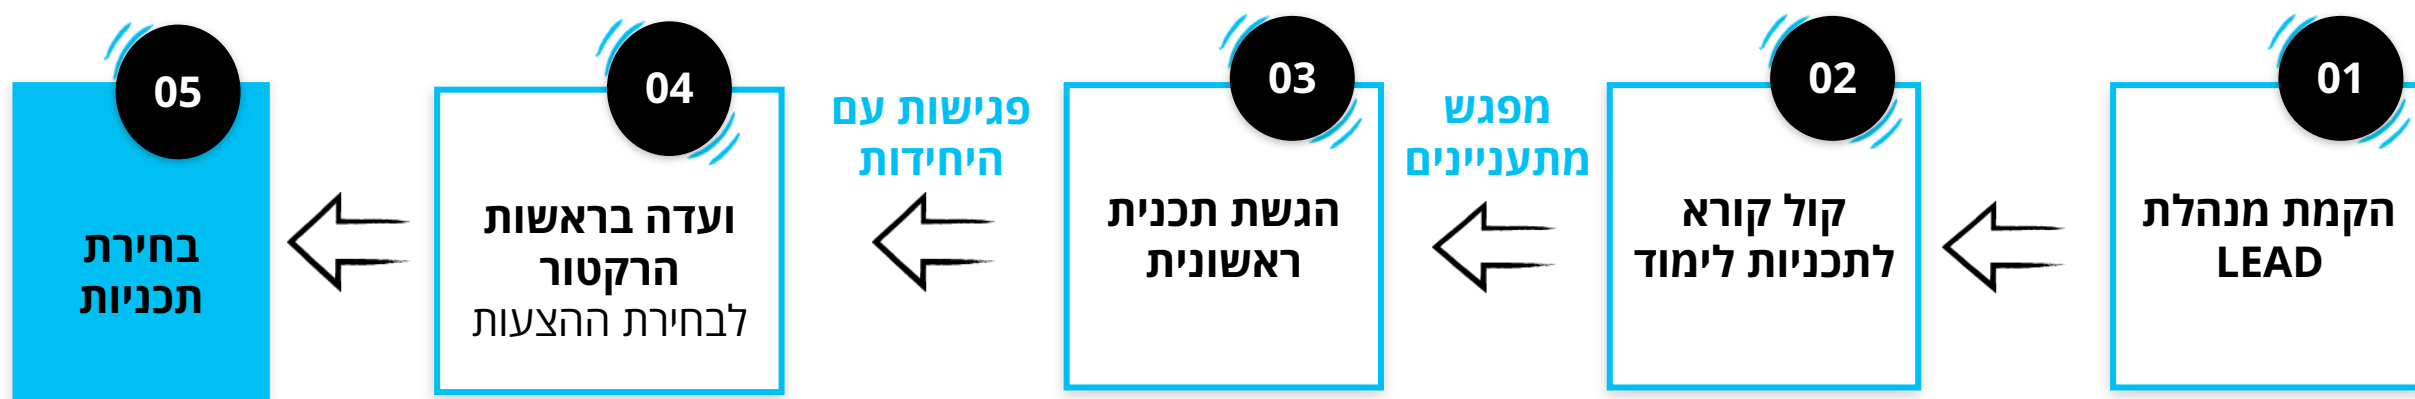 01
הקמת מנהלת
LEAD
02
קול קורא
לתכניות לימוד
מפגש
מתעניינים
03
הגשת תכנית
ראשונית
פגישות עם
היחידות
04
ועדה בראשות
הרקטור
לבחירת ההצעות
05
בחירת
תכניות